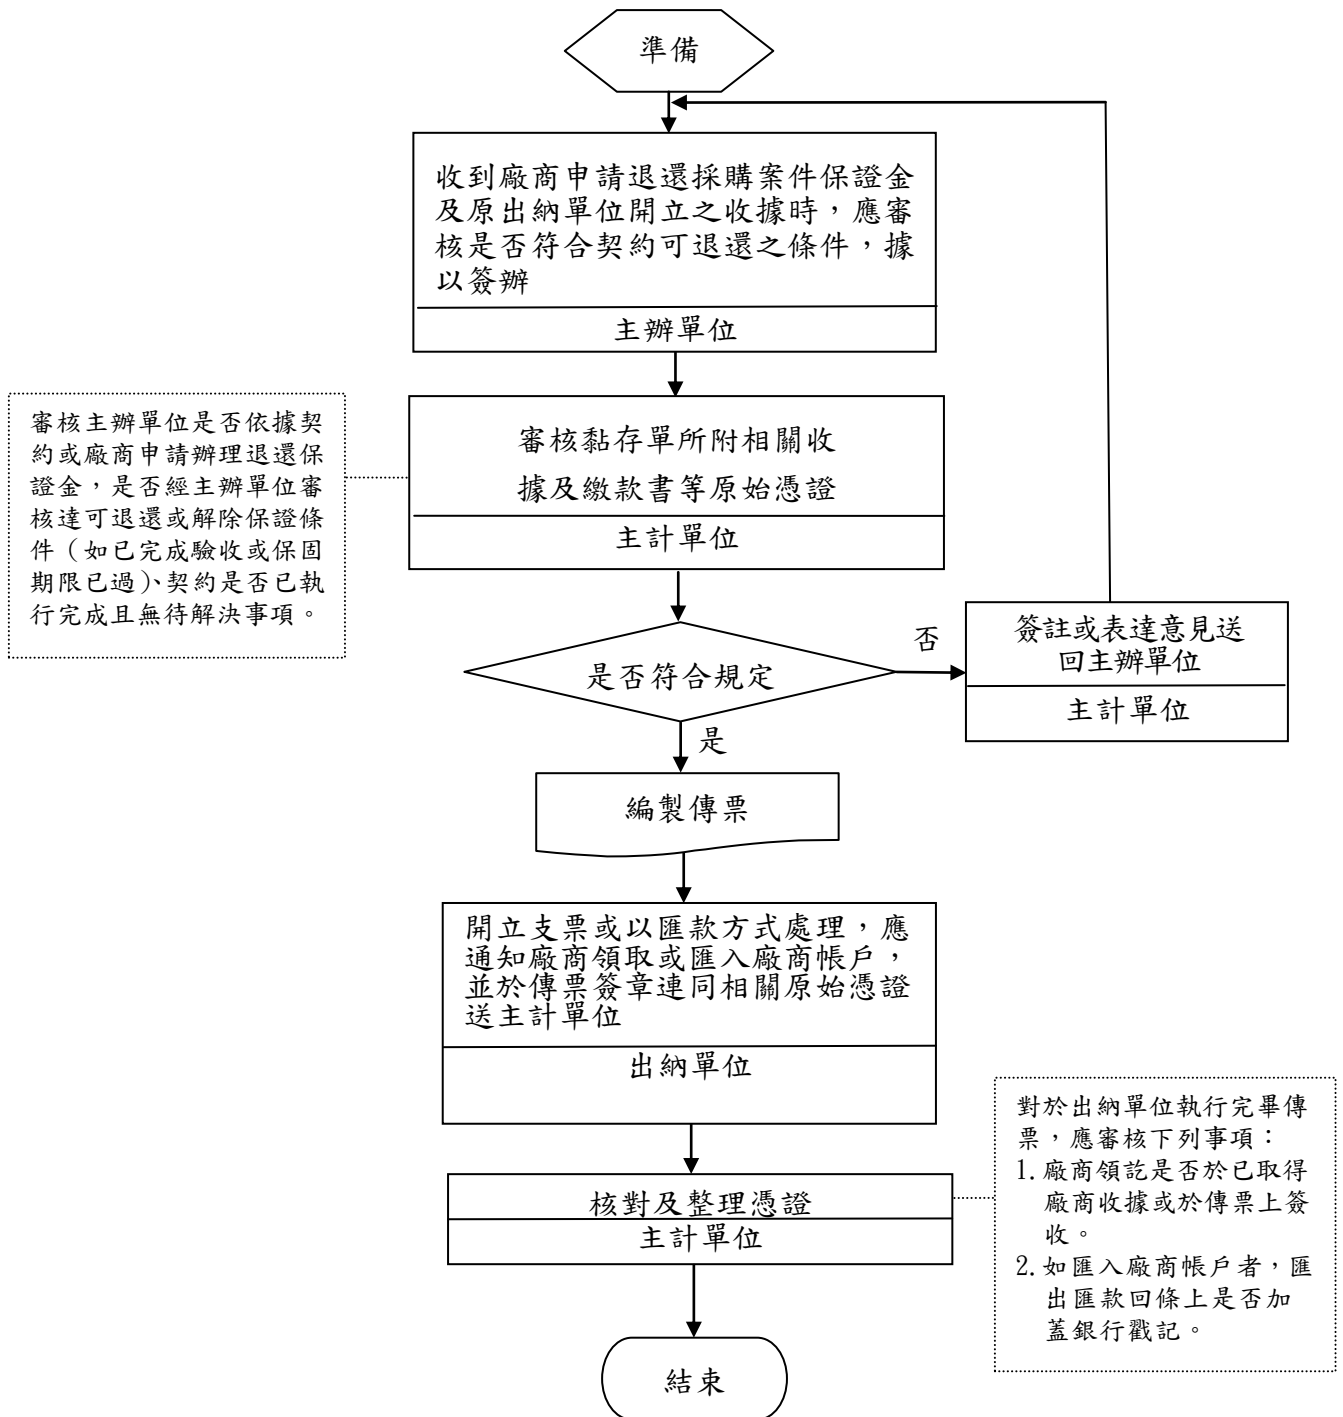 準備
收到廠商申請退還採購案件保證金
及原出納單位開立之收據時，應審
核是否符合契約可退還之條件，據
以簽辦
主辦單位
審核主辦單位是否依據契
約或廠商申請辦理退還保
證金，是否經主辦單位審
核達可退還或解除保證條
件（如已完成驗收或保固
期限已過）、契約是否已執
行完成且無待解決事項。
審核黏存單所附相關收
據及繳款書等原始憑證
主計單位
是否符合規定
否
簽註或表達意見送
回主辦單位
主計單位
是
編製傳票
開立支票或以匯款方式處理，應
通知廠商領取或匯入廠商帳戶，
並於傳票簽章連同相關原始憑證
送主計單位
出納單位
核對及整理憑證
主計單位
對於出納單位執行完畢傳
票，應審核下列事項：
1. 廠商領訖是否於已取得
廠商收據或於傳票上簽
收。
2. 如匯入廠商帳戶者，匯
出匯款回條上是否加
蓋銀行戳記。
結束